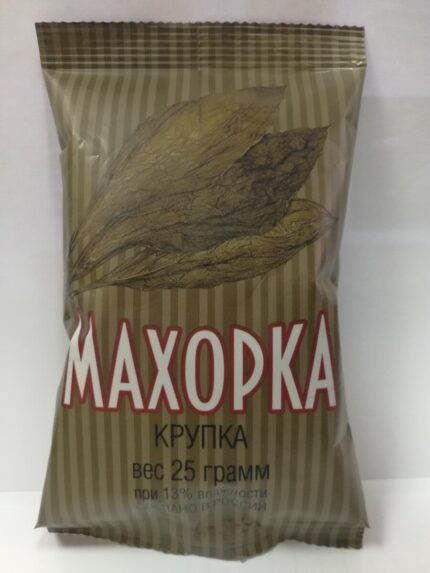 МАХОРКА
КРУПКА
вес 25 грамм
при 13% влажности
СДЕЛАНО В РОССИИ